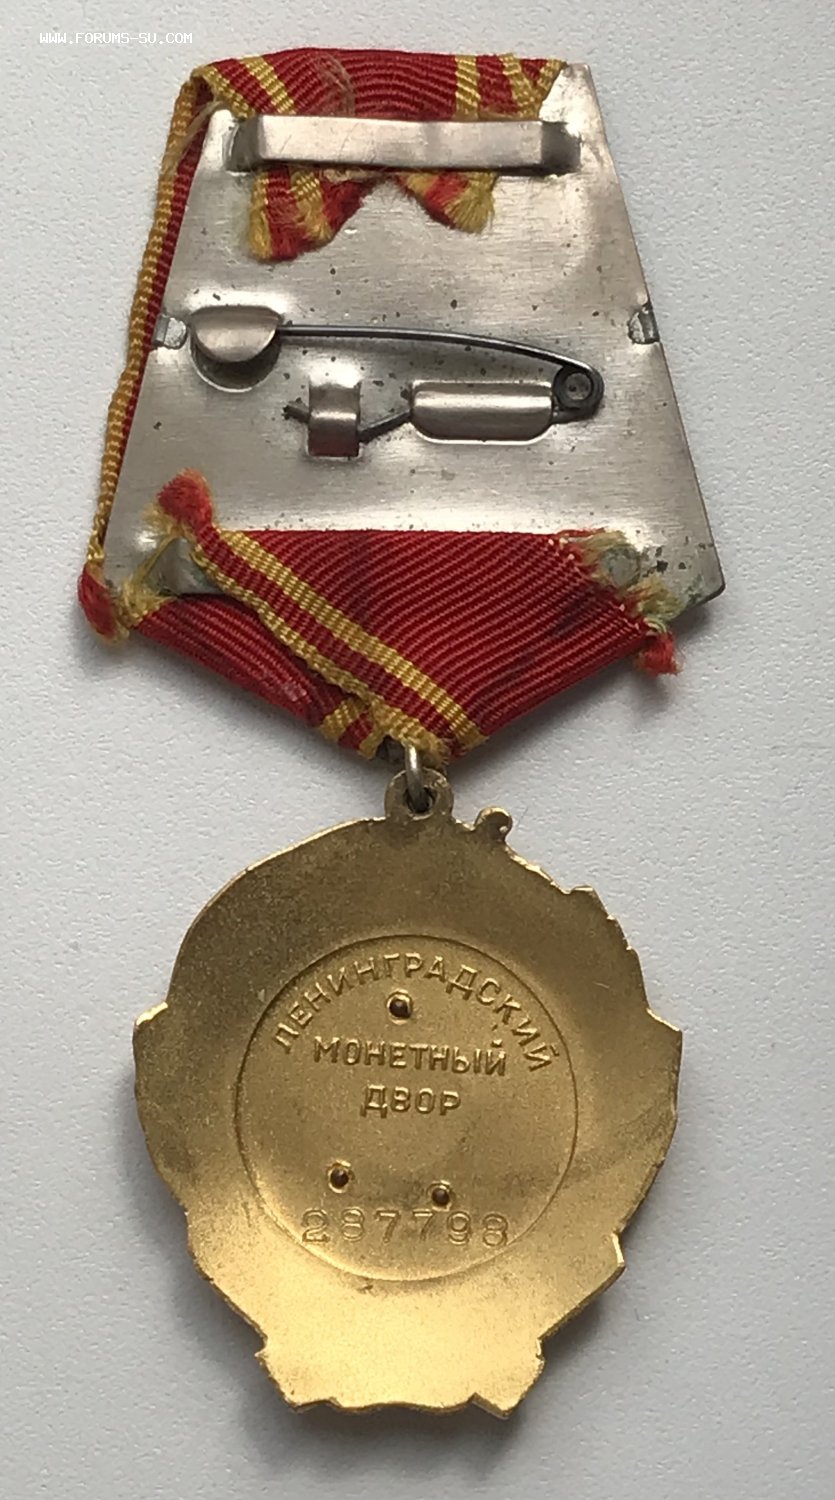 WWW.FORUMS-SU.COM
ЛЕНИНГРАДСКИЙ
МОНЕТНЫЙ
ДВОР
287798